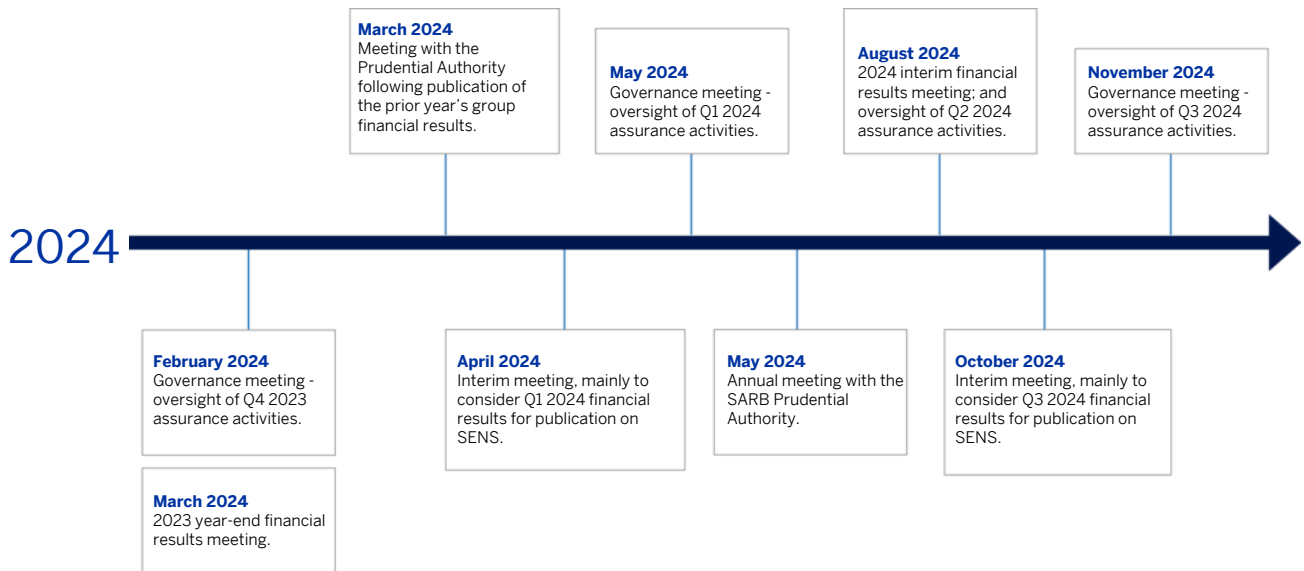 March 2024
Meeting with the
Prudential Authority
following publication of
the prior year's group
financial results.
May 2024
Governance meeting -
oversight of Q1 2024
assurance activities.
August 2024
2024 interim financial
results meeting; and
oversight of Q2 2024
assurance activities.
November 2024
Governance meeting -
oversight of Q3 2024
assurance activities.
2024
February 2024
Governance meeting -
oversight of Q4 2023
assurance activities.
March 2024
2023 year-end financial
results meeting.
April 2024
Interim meeting, mainly to
consider Q1 2024 financial
results for publication on
SENS.
May 2024
Annual meeting with the
SARB Prudential
Authority.
October 2024
Interim meeting, mainly to
consider Q3 2024 financial
results for publication on
SENS.